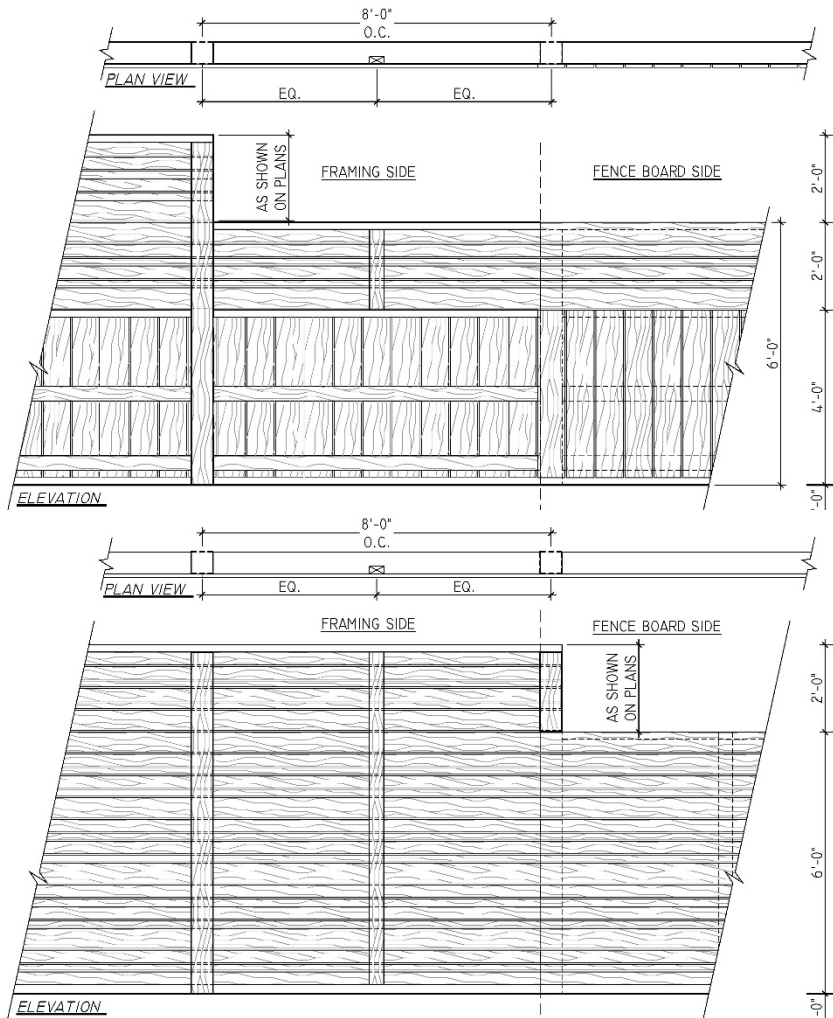 8'-0"
O.C.
PLAN VIEW
EQ.
EQ.
AS SHOWN
ON PLANS
FRAMING SIDE
FENCE BOARD SIDE
2'-0"
2'-0"
6'-0"
4'-0"
'-0"
ELEVATION
8'-0"
O.C.
PLAN VIEW
EQ.
EQ.
FRAMING SIDE
FENCE BOARD SIDE
AS SHOWN
ON PLANS
2'-0"
6'-0"
-0"
ELEVATION